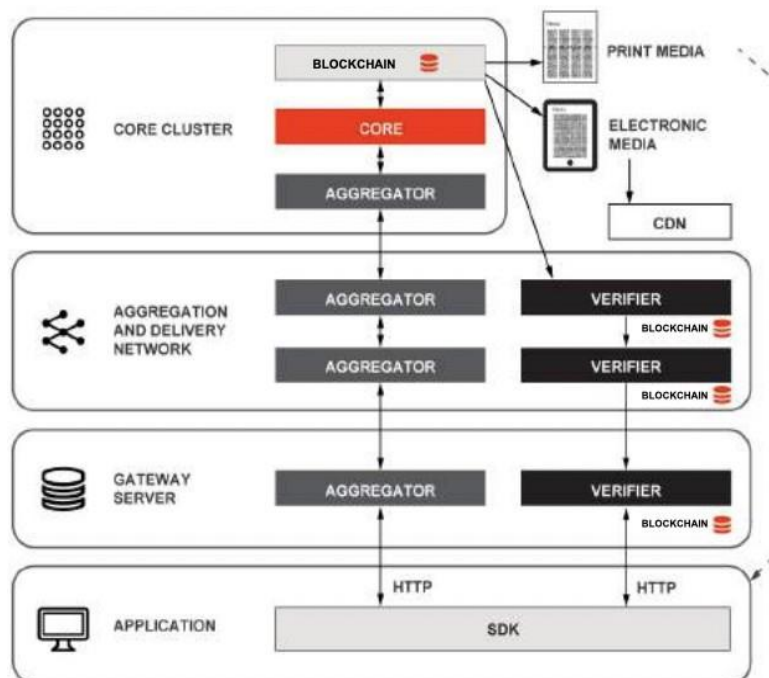 BLOCKCHAIN
PRINT MEDIA
CORE CLUSTER
CORE
ELECTRONIC
MEDIA
AGGREGATOR
CDN
AGGREGATION
AND DELIVERY
NETWORK
AGGREGATOR
VERIFIER
BLOCKCHAIN
AGGREGATOR
VERIFIER
BLOCKCHAIN
GATEWAY
SERVER
AGGREGATOR
VERIFIER
BLOCKCHAIN
HTTP
HTTP
APPLICATION
SDK